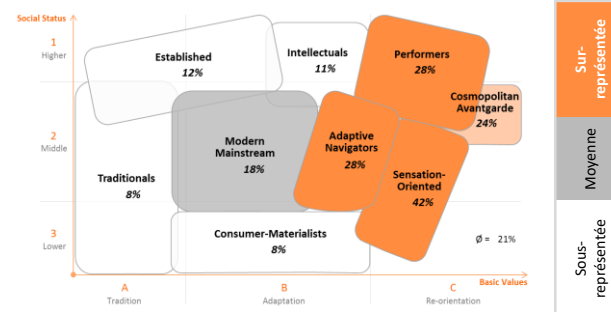 Social Status
1
Higher
2
Middle
3
Lower
Established
12%
Intellectuals
11%
Performers
28%
Cosmopolitan
Avantgarde
24%
Modern
Mainstream
18%
Adaptive
Navigators
28%
Sensation-
Oriented
42%
Traditionals
8%
Consumer-Materialists
8%
Ø = 21%
Basic Values
A
Tradition
B
Adaptation
C
Re-orientation
Sur-
représentée
Moyenne
Sous-
représentée